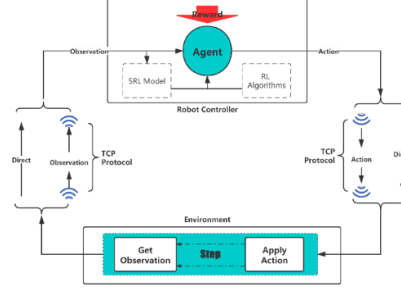 Reward
Observation
Agent
Action
SRL Model
RL
Algorithms
Robot Controller
Direct
Observation
TCP
Protocol
TCP
Protocol
Action
Di
Environment
Get
Observation
Step
Apply
Action